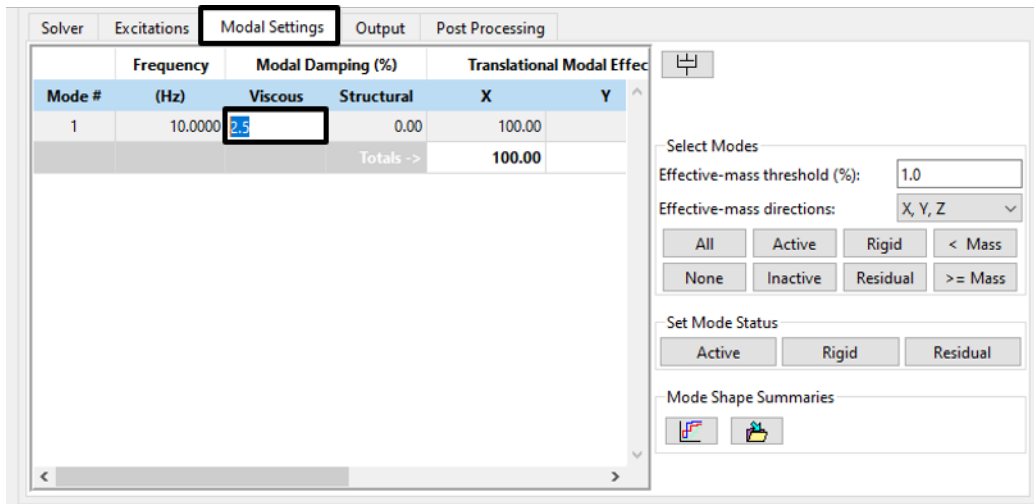 Solver Excitations Modal Settings Output Post Processing
Frequency Modal Damping (%) Translational Modal Effec
Mode # (Hz) Viscous Structural X Y
1 10.0000 2.5 0.00 100.00
Totals -> 100.00
Select Modes
Effective-mass threshold (%): 1.0
Effective-mass directions: X, Y, Z
All Active Rigid < Mass
None Inactive Residual >= Mass
Set Mode Status
Active Rigid Residual
Mode Shape Summaries